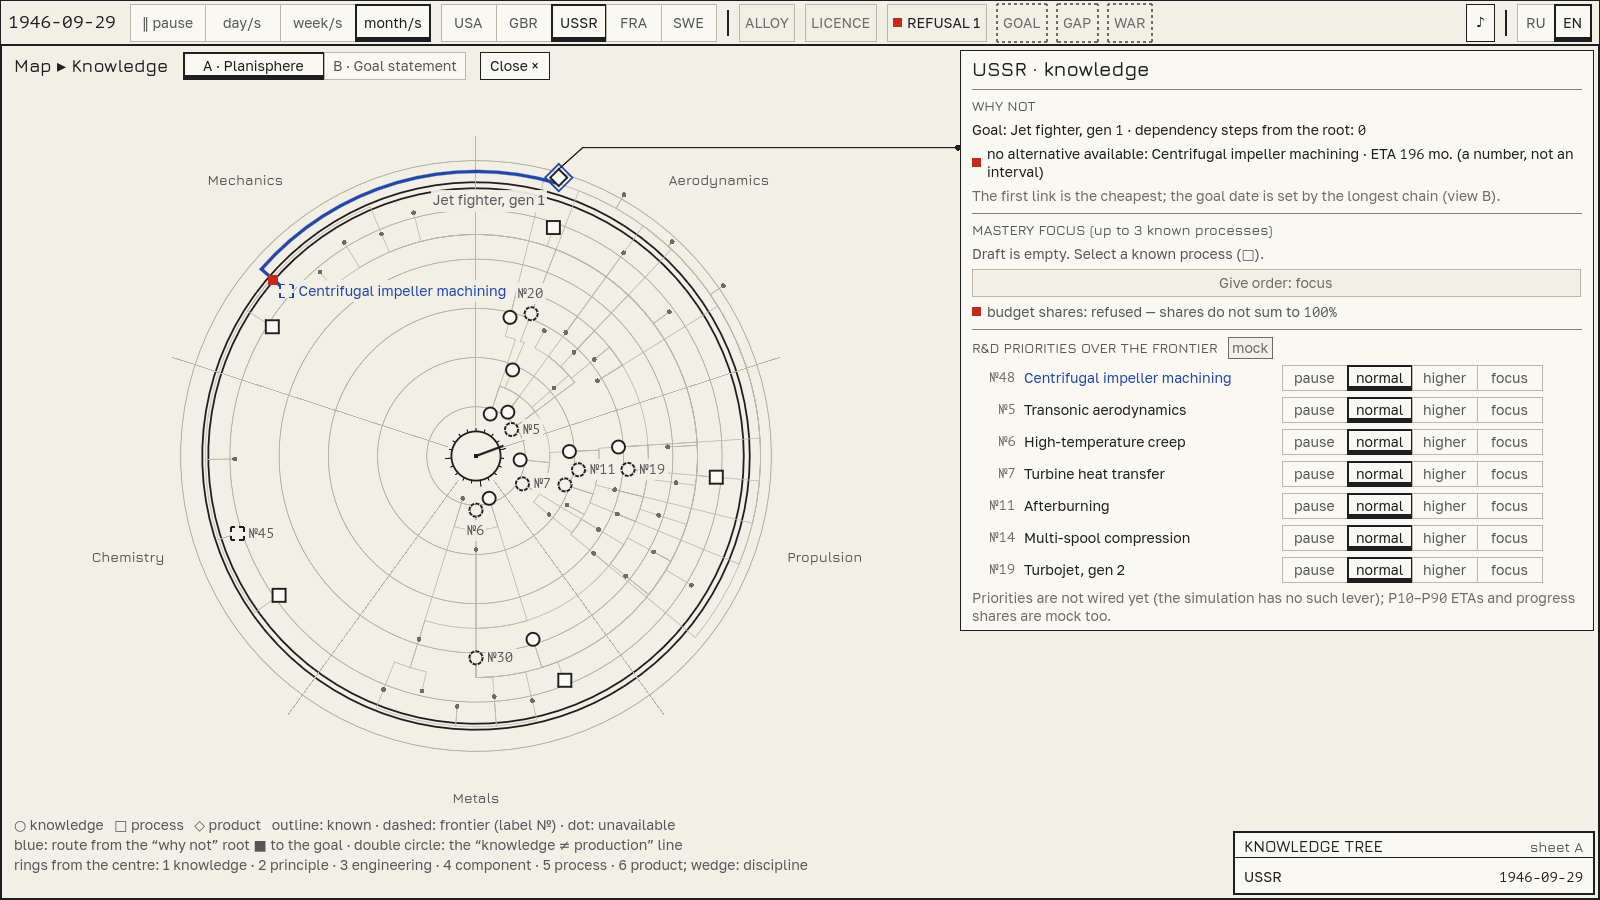 1946-09-29 ‖ pause day/s week/s month/s USA GBR USSR FRA SWE ALLOY LICENCE REFUSAL 1 GOAL GAP WAR ♪ RU EN
Map ▸ Knowledge A · Planisphere B · Goal statement Close ×
Mechanics
Aerodynamics
Jet fighter, gen 1
Centrifugal impeller machining
№20
№5
№11
№19
№7
№6
№45
Chemistry
Propulsion
№30
Metals
○ knowledge □ process ◇ product outline: known · dashed: frontier (label №) · dot: unavailable
blue: route from the “why not” root ■ to the goal · double circle: the “knowledge ≠ production” line
rings from the centre: 1 knowledge · 2 principle · 3 engineering · 4 component · 5 process · 6 product; wedge: discipline
USSR · knowledge
WHY NOT
Goal: Jet fighter, gen 1 · dependency steps from the root: 0
no alternative available: Centrifugal impeller machining · ETA 196 mo. (a number, not an
interval)
The first link is the cheapest; the goal date is set by the longest chain (view B).
MASTERY FOCUS (up to 3 known processes)
Draft is empty. Select a known process (□).
Give order: focus
budget shares: refused — shares do not sum to 100%
R&D PRIORITIES OVER THE FRONTIER mock
№48 Centrifugal impeller machining pause normal higher focus
№5 Transonic aerodynamics pause normal higher focus
№6 High-temperature creep pause normal higher focus
№7 Turbine heat transfer pause normal higher focus
№11 Afterburning pause normal higher focus
№14 Multi-spool compression pause normal higher focus
№19 Turbojet, gen 2 pause normal higher focus
Priorities are not wired yet (the simulation has no such lever); P10–P90 ETAs and progress
shares are mock too.
KNOWLEDGE TREE sheet A
USSR 1946-09-29